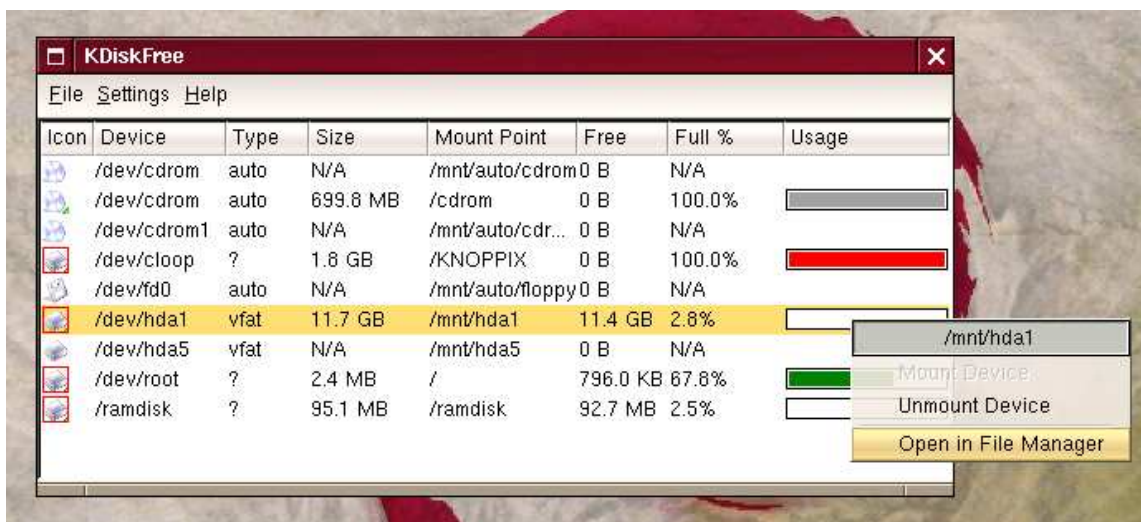 KDiskFree
File Settings Help
Icon Device Type Size Mount Point Free Full % Usage
/dev/cdrom auto N/A /mnt/auto/cdrom 0 B N/A
/dev/cdrom auto 699.8 MB /cdrom 0 B 100.0%
/dev/cdrom1 auto N/A /mnt/auto/cdr... 0 B N/A
/dev/cloop ? 1.8 GB /KNOPPIX 0 B 100.0%
/dev/fd0 auto N/A /mnt/auto/floppy 0 B N/A
/dev/hda1 vfat 11.7 GB /mnt/hda1 11.4 GB 2.8%
/dev/hda5 vfat N/A /mnt/hda5 0 B N/A
/dev/root ? 2.4 MB / 796.0 KB 67.8%
/ramdisk ? 95.1 MB /ramdisk 92.7 MB 2.5%
/mnt/hda1
Mount Device
Unmount Device
Open in File Manager